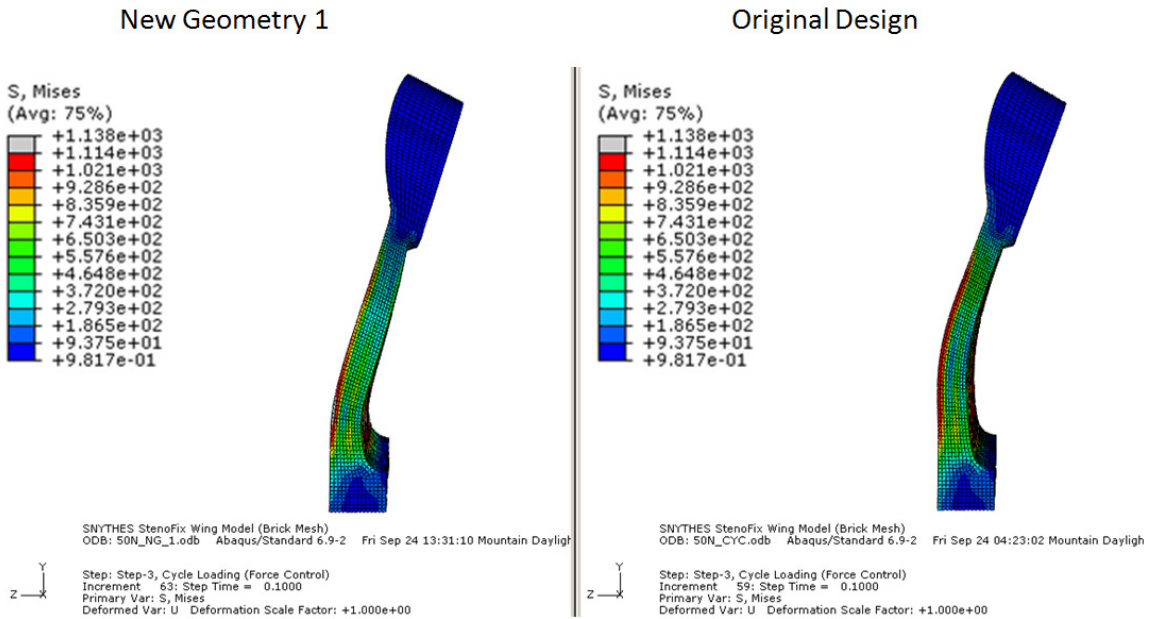 New Geometry 1
Original Design
S, Mises
(Avg: 75%)
+1.138e+03
+1.114e+03
+1.021e+03
+9.286e+02
+8.359e+02
+7.431e+02
+6.503e+02
+5.576e+02
+4.648e+02
+3.720e+02
+2.793e+02
+1.865e+02
+9.375e+01
+9.817e-01
SNYTHES StenoFix Wing Model (Brick Mesh)
ODB: 50N_NG_1.odb Abaqus/Standard 6.9-2 Fri Sep 24 13:31:10 Mountain Dayligh
Y
Z X
Step: Step-3, Cycle Loading (Force Control)
Increment 63: Step Time = 0.1000
Primary Var: S, Mises
Deformed Var: U Deformation Scale Factor: +1.000e+00
S, Mises
(Avg: 75%)
+1.138e+03
+1.114e+03
+1.021e+03
+9.286e+02
+8.359e+02
+7.431e+02
+6.503e+02
+5.576e+02
+4.648e+02
+3.720e+02
+2.793e+02
+1.865e+02
+9.375e+01
+9.817e-01
SNYTHES StenoFix Wing Model (Brick Mesh)
ODB: 50N_CYC.odb Abaqus/Standard 6.9-2 Fri Sep 24 04:23:02 Mountain Dayligh
Y
Z X
Step: Step-3, Cycle Loading (Force Control)
Increment 59: Step Time = 0.1000
Primary Var: S, Mises
Deformed Var: U Deformation Scale Factor: +1.000e+00